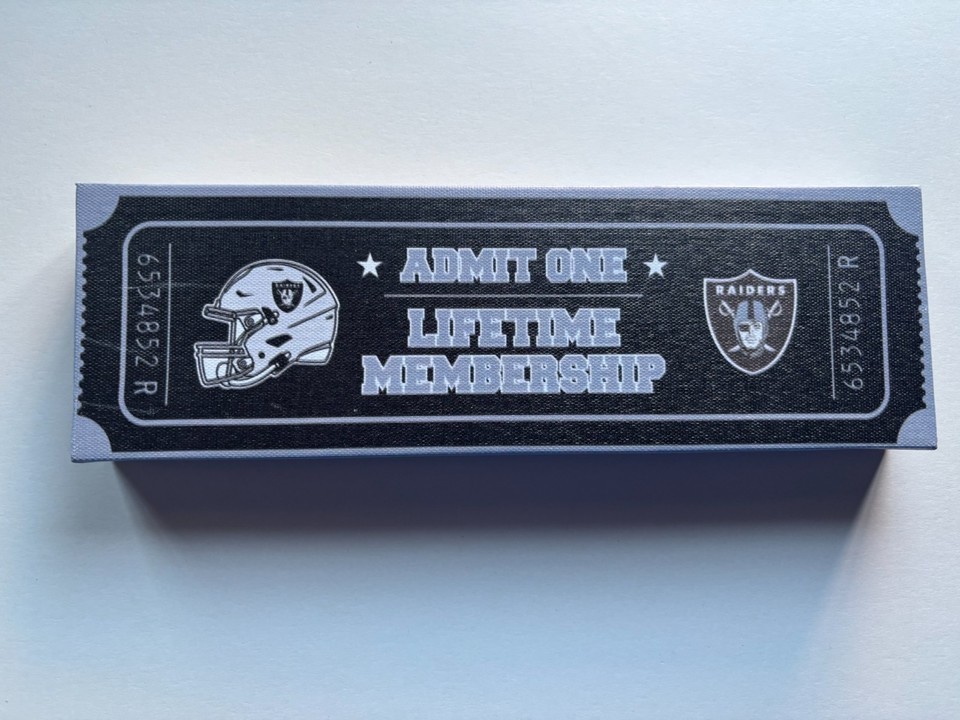 6534852 R
ADMIT ONE
LIFETIME
MEMBERSHIP
RAIDERS
6534852 R